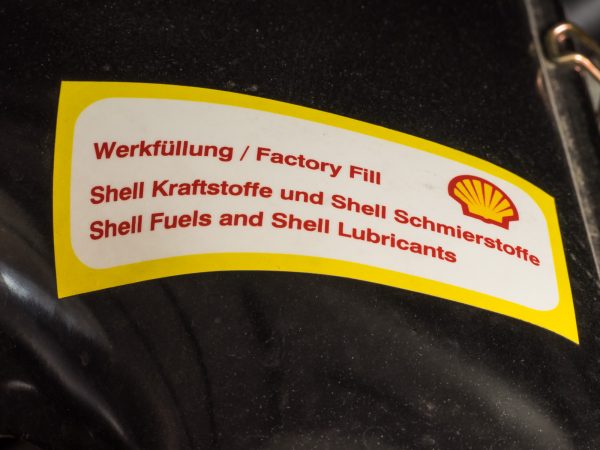 Werkfüllung / Factory Fill
Shell Kraftstoffe und Shell Schmierstoffe
Shell Fuels and Shell Lubricants